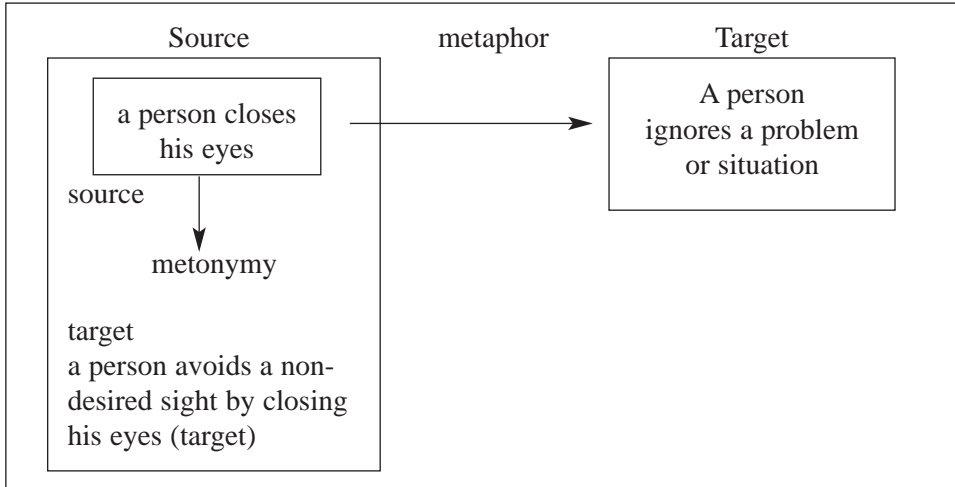 Source metaphor Target
a person closes
his eyes
source
metonymy
target
a person avoids a non-
desired sight by closing
his eyes (target)
A person
ignores a problem
or situation